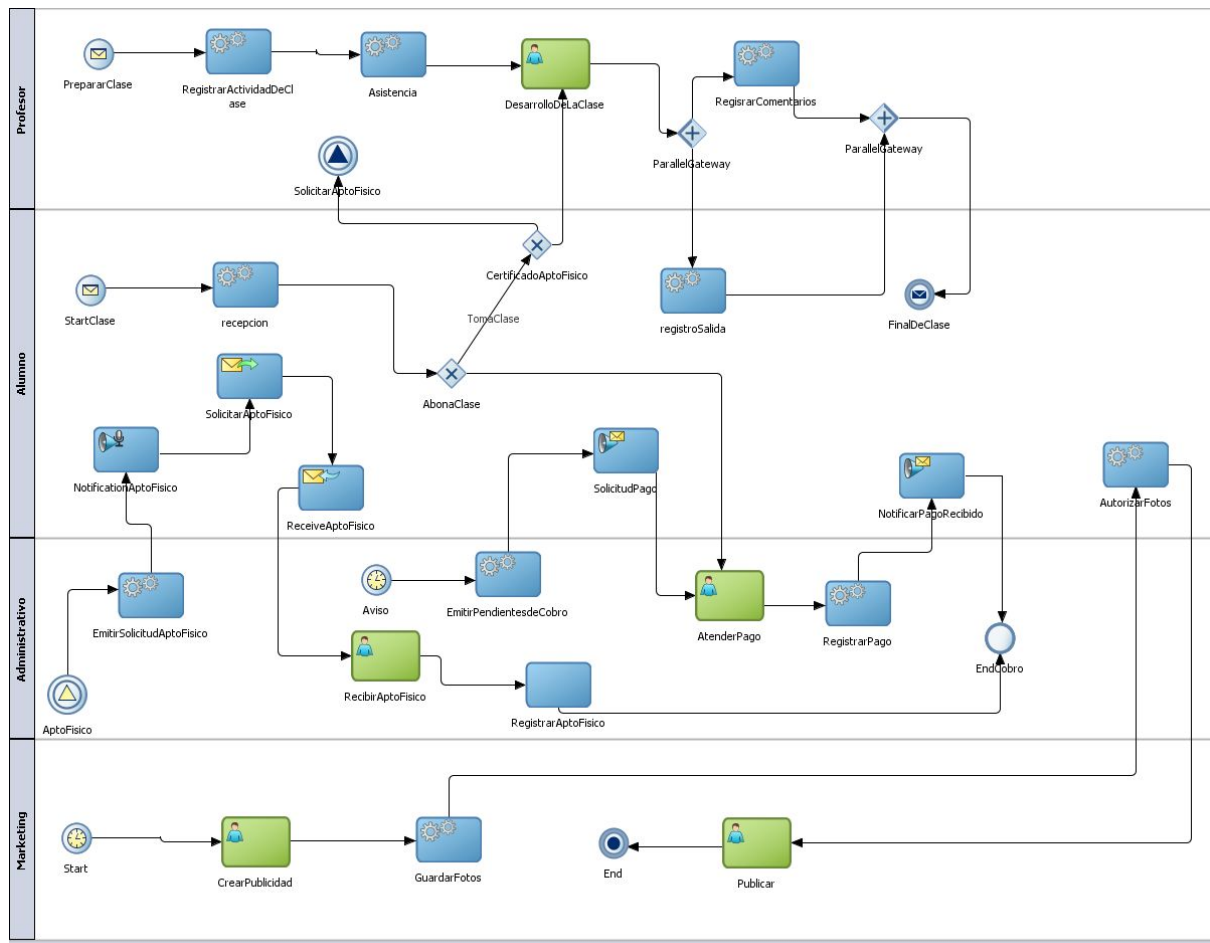 Profesor
PrepararClase
RegistrarActividadDeCl
ase
Asistencia
DesarrolloDeLaClase
RegisrarComentarios
ParallelGateway
ParallelGateway
SolicitarAptoFisico
Alumno
StartClase
recepcion
CertificadoAptoFisico
TomaClase
AbonaClase
registroSalida
FinalDeClase
SolicitarAptoFisico
NotificationAptoFisico
ReceiveAptoFisico
SolicitudPago
NotificarPagoRecibido
AutorizarFotos
Administrativo
EmitirSolicitudAptoFisico
Aviso
EmitirPendientesdeCobro
AtenderPago
RegistrarPago
EndCobro
AptoFisico
RecibirAptoFisico
RegistrarAptoFisico
Marketing
Start
CrearPublicidad
GuardarFotos
End
Publicar